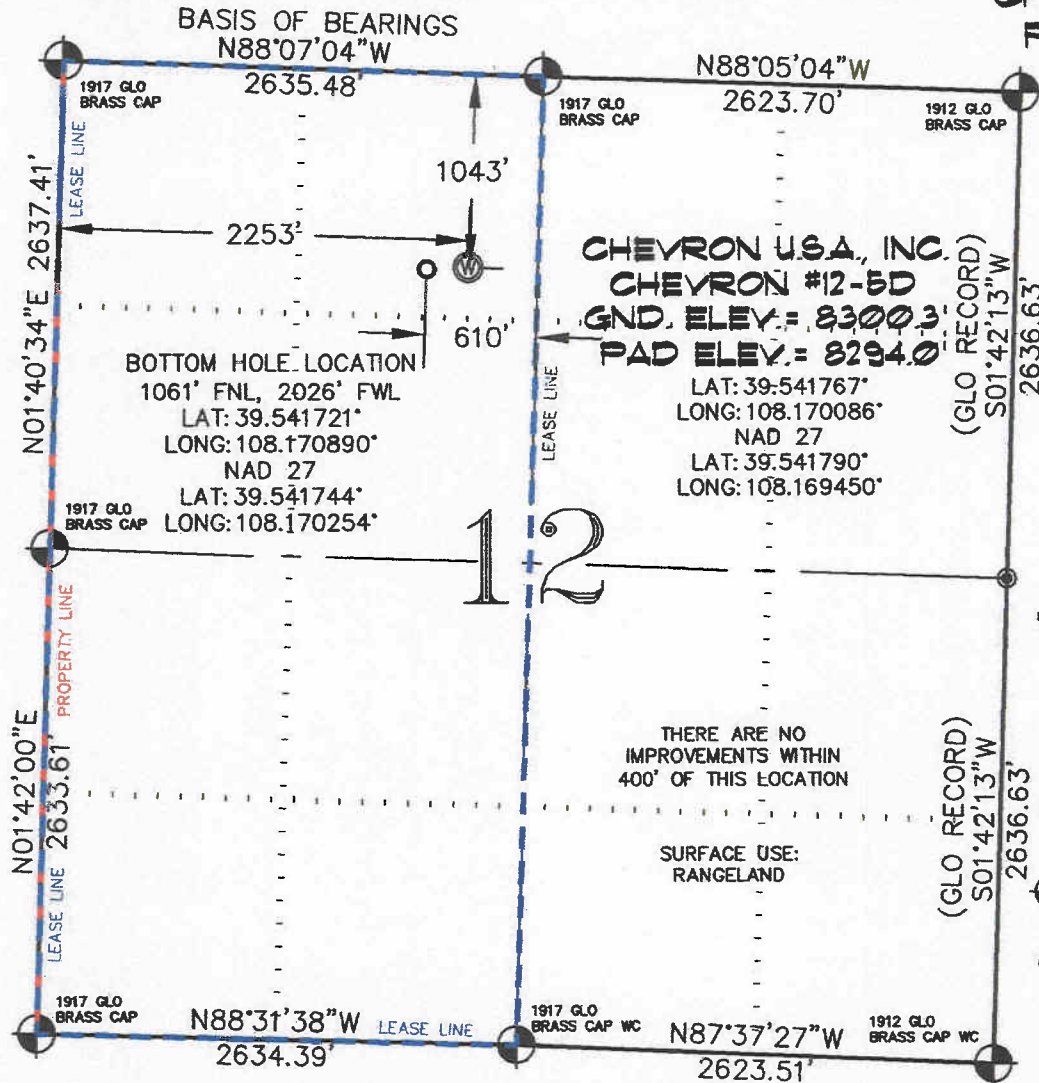 BASIS OF BEARINGS
N88°07'04"W
2635.48'
N88°05'04"W
2623.70'
1917 GLO
BRASS CAP
1917 GLO
BRASS CAP
1912 GLO
BRASS CAP
LEASE LINE
N01°40'34"E 2637.41'
1043'
2253'
610'
CHEVRON U.S.A., INC.
CHEVRON #12-5D
GND. ELEV.= 8300.3'
PAD ELEV.= 8294.0'
LAT: 39.541767°
LONG: 108.170086°
NAD 27
LAT: 39.541790°
LONG: 108.169450°
BOTTOM HOLE LOCATION
1061' FNL, 2026' FWL
LAT: 39.541721°
LONG: 108.170890°
NAD 27
LAT: 39.541744°
LONG: 108.170254°
LEASE LINE
(GLO RECORD)
S01°42'13"W
2636.63'
1917 GLO
BRASS CAP
12
PROPERTY LINE
N01°42'00"E
2633.61'
LEASE LINE
THERE ARE NO
IMPROVEMENTS WITHIN
400' OF THIS LOCATION
SURFACE USE:
RANGELAND
(GLO RECORD)
S01°42'13"W
2636.63'
1917 GLO
BRASS CAP
N88°31'38"W LEASE LINE
2634.39'
1917 GLO
BRASS CAP WC
N87°37'27"W
2623.51'
1912 GLO
BRASS CAP WC
W